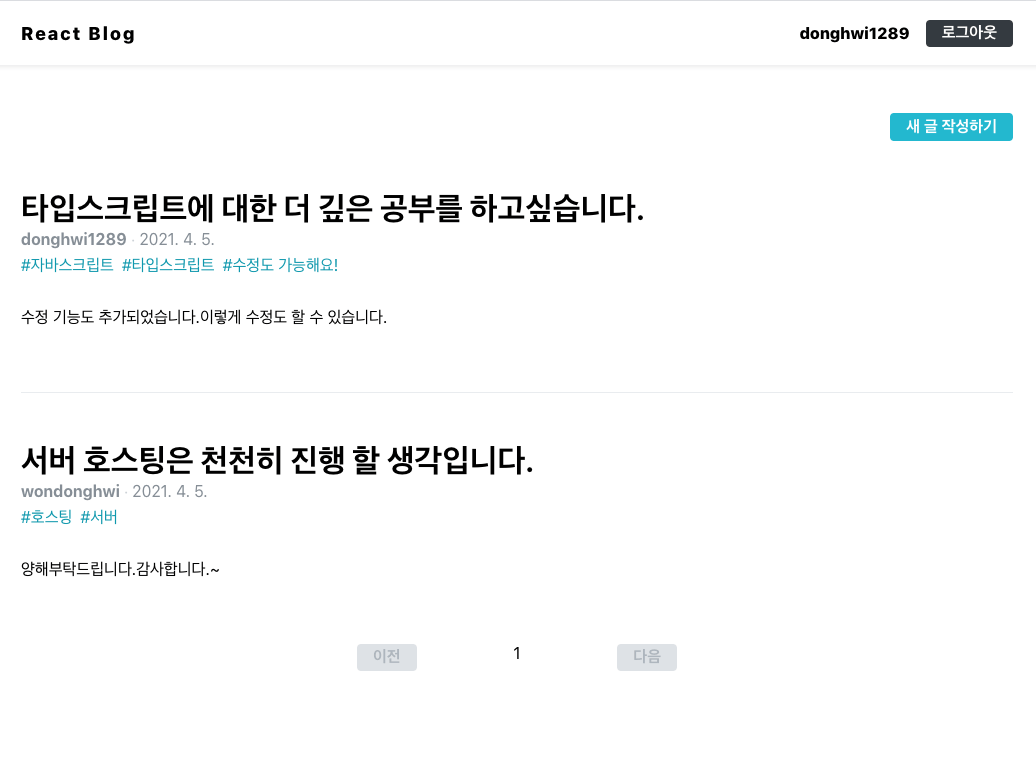 React Blog
donghwi1289 로그아웃
새 글 작성하기
타입스크립트에 대한 더 깊은 공부를 하고싶습니다.
donghwi1289 · 2021. 4. 5.
#자바스크립트 #타입스크립트 #수정도 가능해요!
수정 기능도 추가되었습니다.이렇게 수정도 할 수 있습니다.
서버 호스팅은 천천히 진행 할 생각입니다.
wondonghwi · 2021. 4. 5.
#호스팅 #서버
양해부탁드립니다.감사합니다.~
이전 1 다음